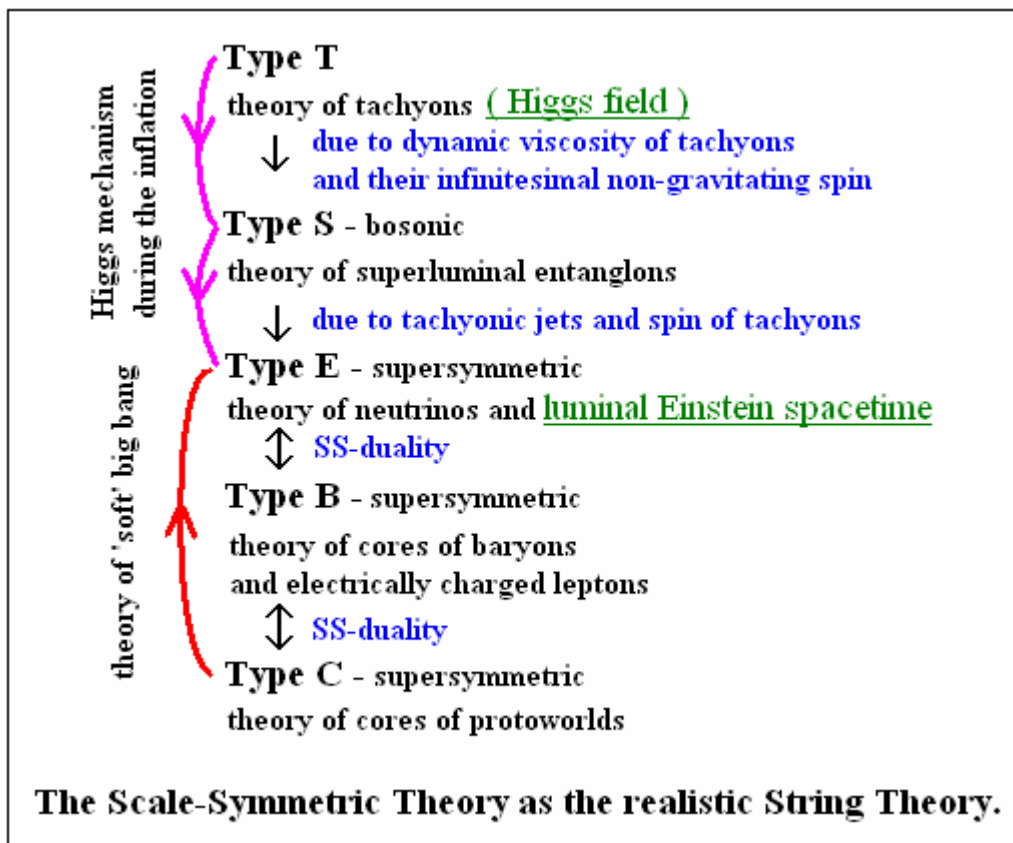 Type T
theory of tachyons ( Higgs field )
due to dynamic viscosity of tachyons
and their infinitesimal non-gravitating spin
Type S - bosonic
theory of superluminal entanglons
due to tachyonic jets and spin of tachyons
Type E - supersymmetric
theory of neutrinos and luminal Einstein spacetime
SS-duality
Type B - supersymmetric
theory of cores of baryons
and electrically charged leptons
SS-duality
Type C - supersymmetric
theory of cores of protoworlds
Higgs mechanism
during the inflation
theory of 'soft' big bang
The Scale-Symmetric Theory as the realistic String Theory.